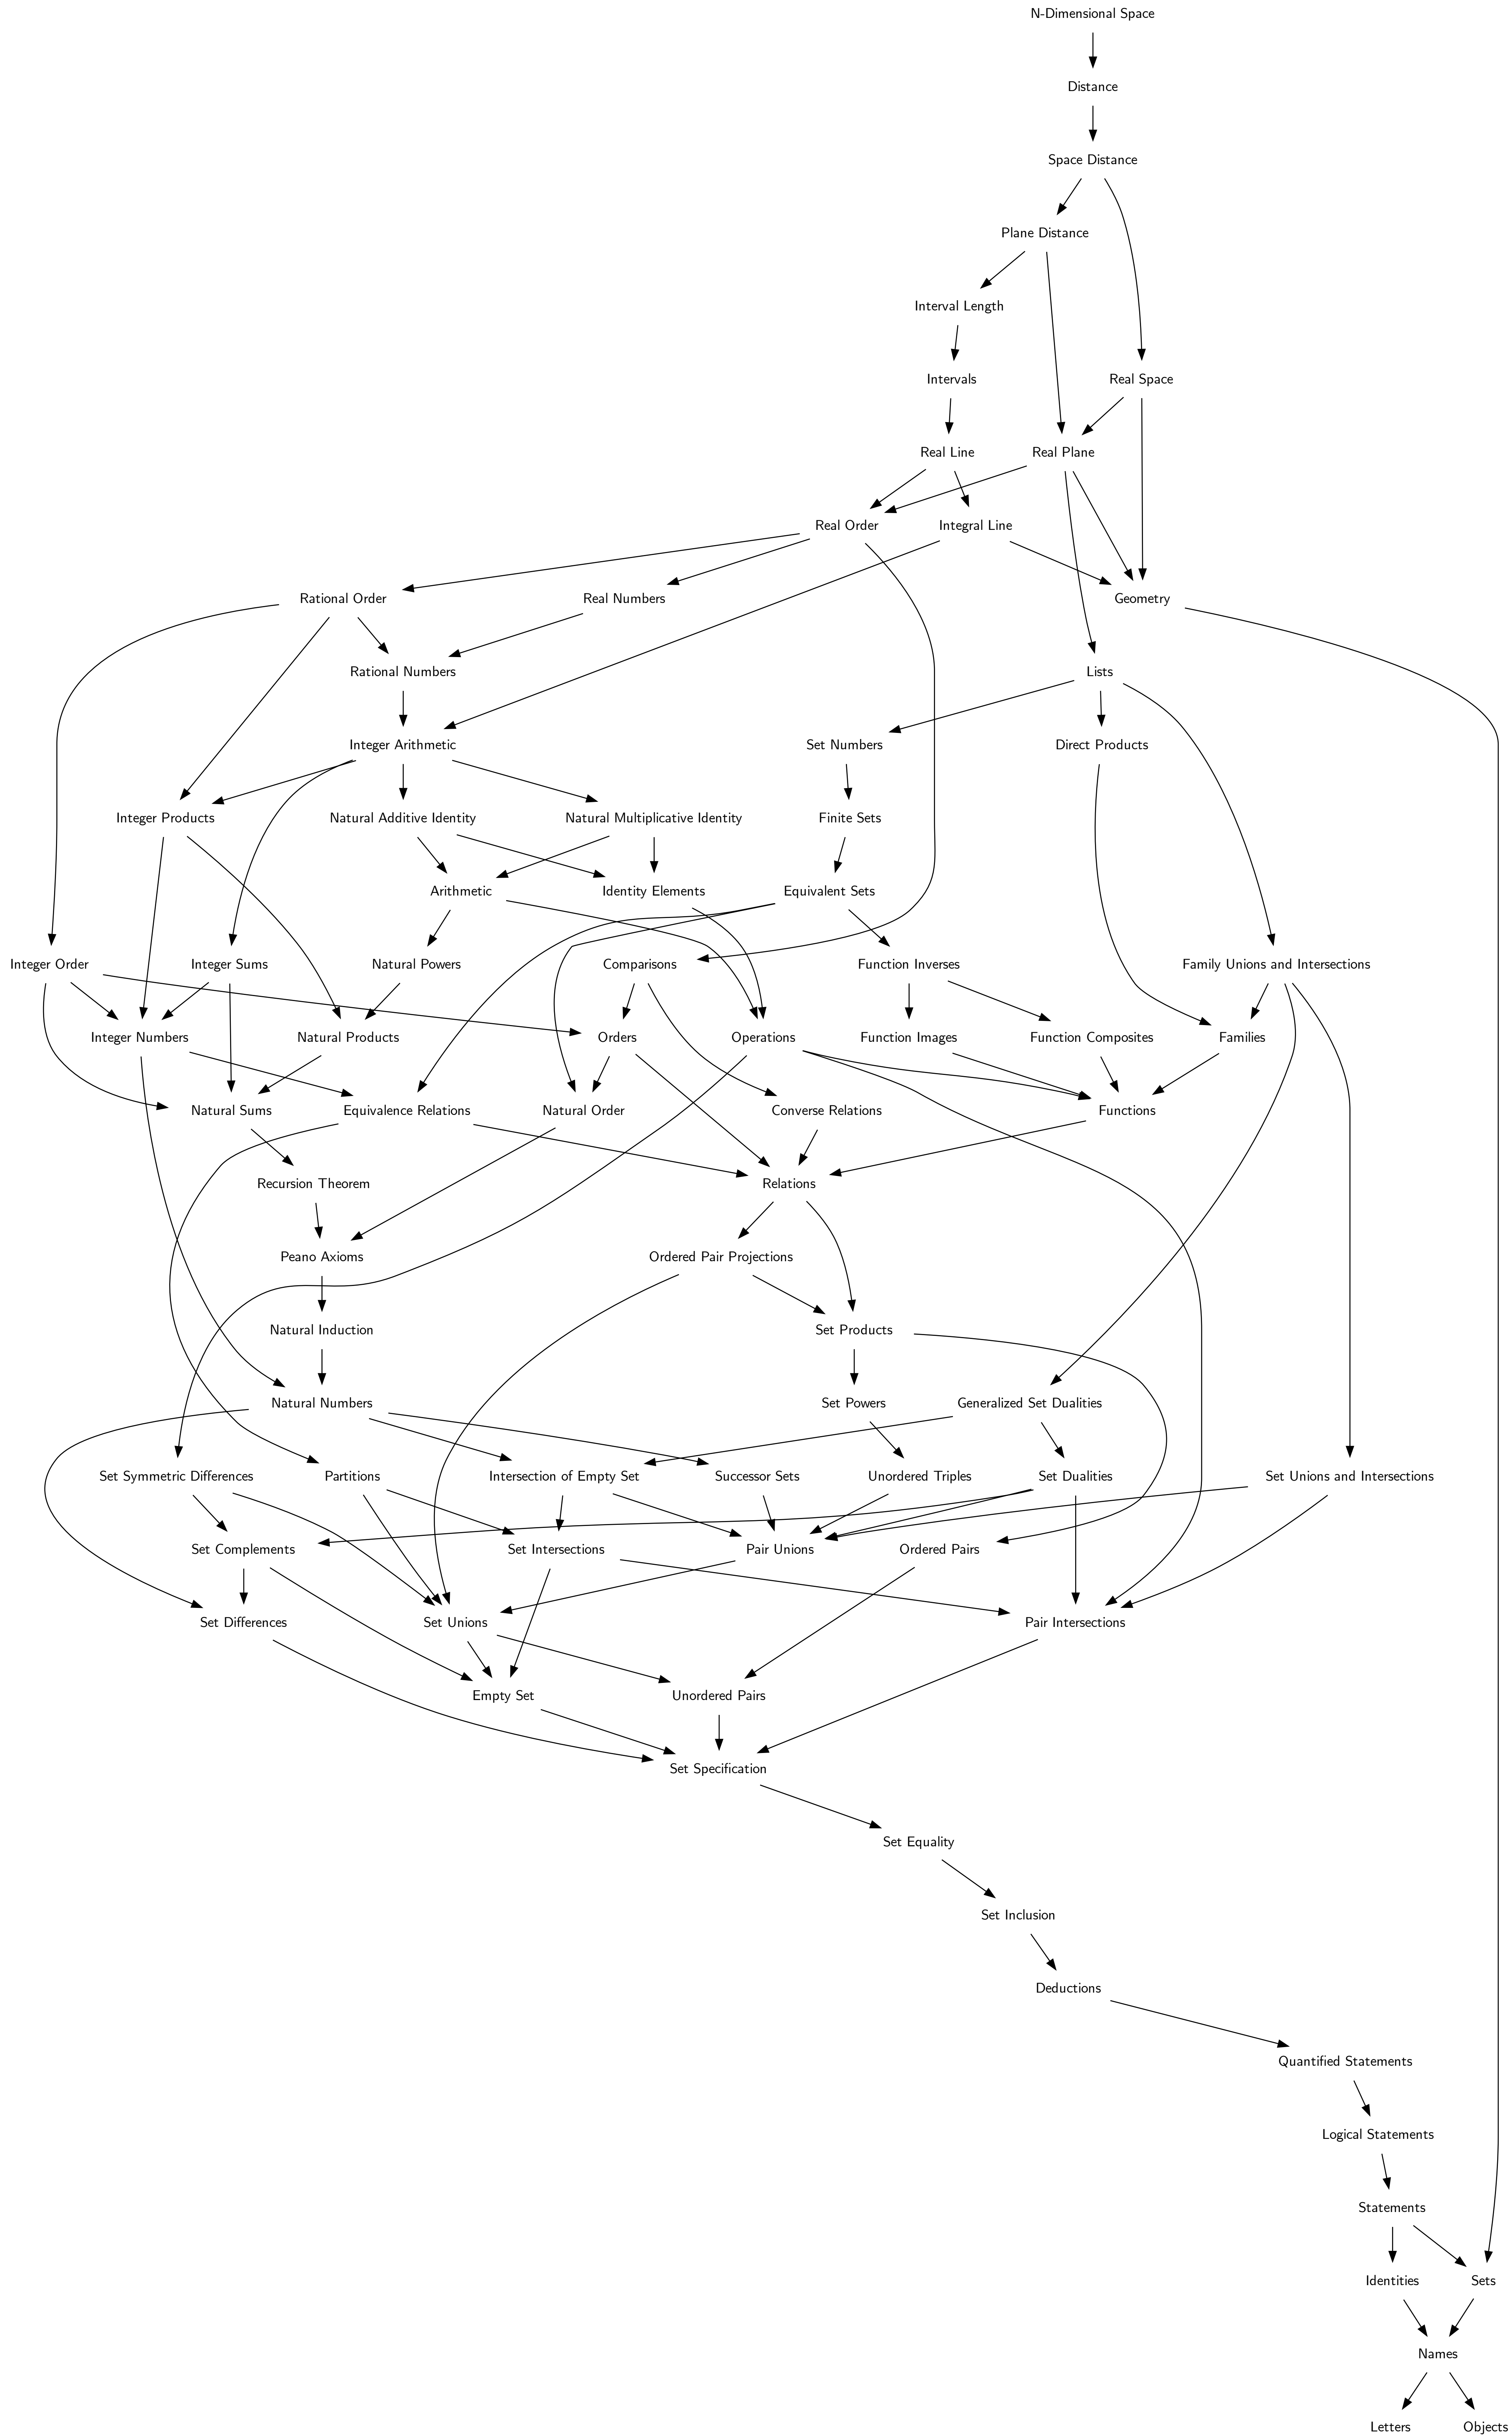 N-Dimensional Space
Distance
Space Distance
Plane Distance
Interval Length
Intervals
Real Space
Real Line
Real Plane
Real Order
Integral Line
Rational Order
Real Numbers
Geometry
Rational Numbers
Lists
Integer Arithmetic
Set Numbers
Direct Products
Integer Products
Natural Additive Identity
Natural Multiplicative Identity
Finite Sets
Arithmetic
Identity Elements
Equivalent Sets
Integer Order
Integer Sums
Natural Powers
Comparisons
Function Inverses
Family Unions and Intersections
Integer Numbers
Natural Products
Orders
Operations
Function Images
Function Composites
Families
Natural Sums
Equivalence Relations
Natural Order
Converse Relations
Functions
Recursion Theorem
Relations
Peano Axioms
Ordered Pair Projections
Natural Induction
Set Products
Natural Numbers
Set Powers
Generalized Set Dualities
Set Symmetric Differences
Partitions
Intersection of Empty Set
Successor Sets
Unordered Triples
Set Dualities
Set Unions and Intersections
Set Complements
Set Intersections
Pair Unions
Ordered Pairs
Set Differences
Set Unions
Pair Intersections
Empty Set
Unordered Pairs
Set Specification
Set Equality
Set Inclusion
Deductions
Quantified Statements
Logical Statements
Statements
Identities
Sets
Names
Letters
Objects